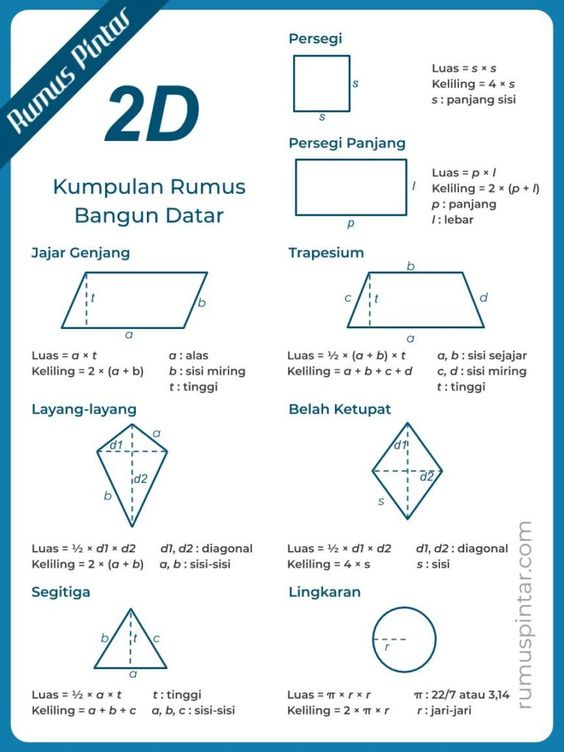 Rumus Pintar
2D
Kumpulan Rumus
Bangun Datar
Persegi
s
s
Luas = s × s
Keliling = 4 × s
s : panjang sisi
Persegi Panjang
l
p
Luas = p × l
Keliling = 2 × (p + l)
p : panjang
l : lebar
Jajar Genjang
t
b
a
Luas = a × t
Keliling = 2 × (a + b)
a : alas
b : sisi miring
t : tinggi
Trapesium
b
c
t
d
a
Luas = ½ × (a + b) × t
Keliling = a + b + c + d
a, b : sisi sejajar
c, d : sisi miring
t : tinggi
Layang-layang
a
d1
d2
b
Luas = ½ × d1 × d2
Keliling = 2 × (a + b)
d1, d2 : diagonal
a, b : sisi-sisi
Belah Ketupat
d1
d2
s
Luas = ½ × d1 × d2
Keliling = 4 × s
d1, d2 : diagonal
s : sisi
Segitiga
b
t
c
a
Luas = ½ × a × t
Keliling = a + b + c
t : tinggi
a, b, c : sisi-sisi
Lingkaran
r
Luas = π × r × r
Keliling = 2 × π × r
π : 22/7 atau 3,14
r : jari-jari
rumuspintar.com